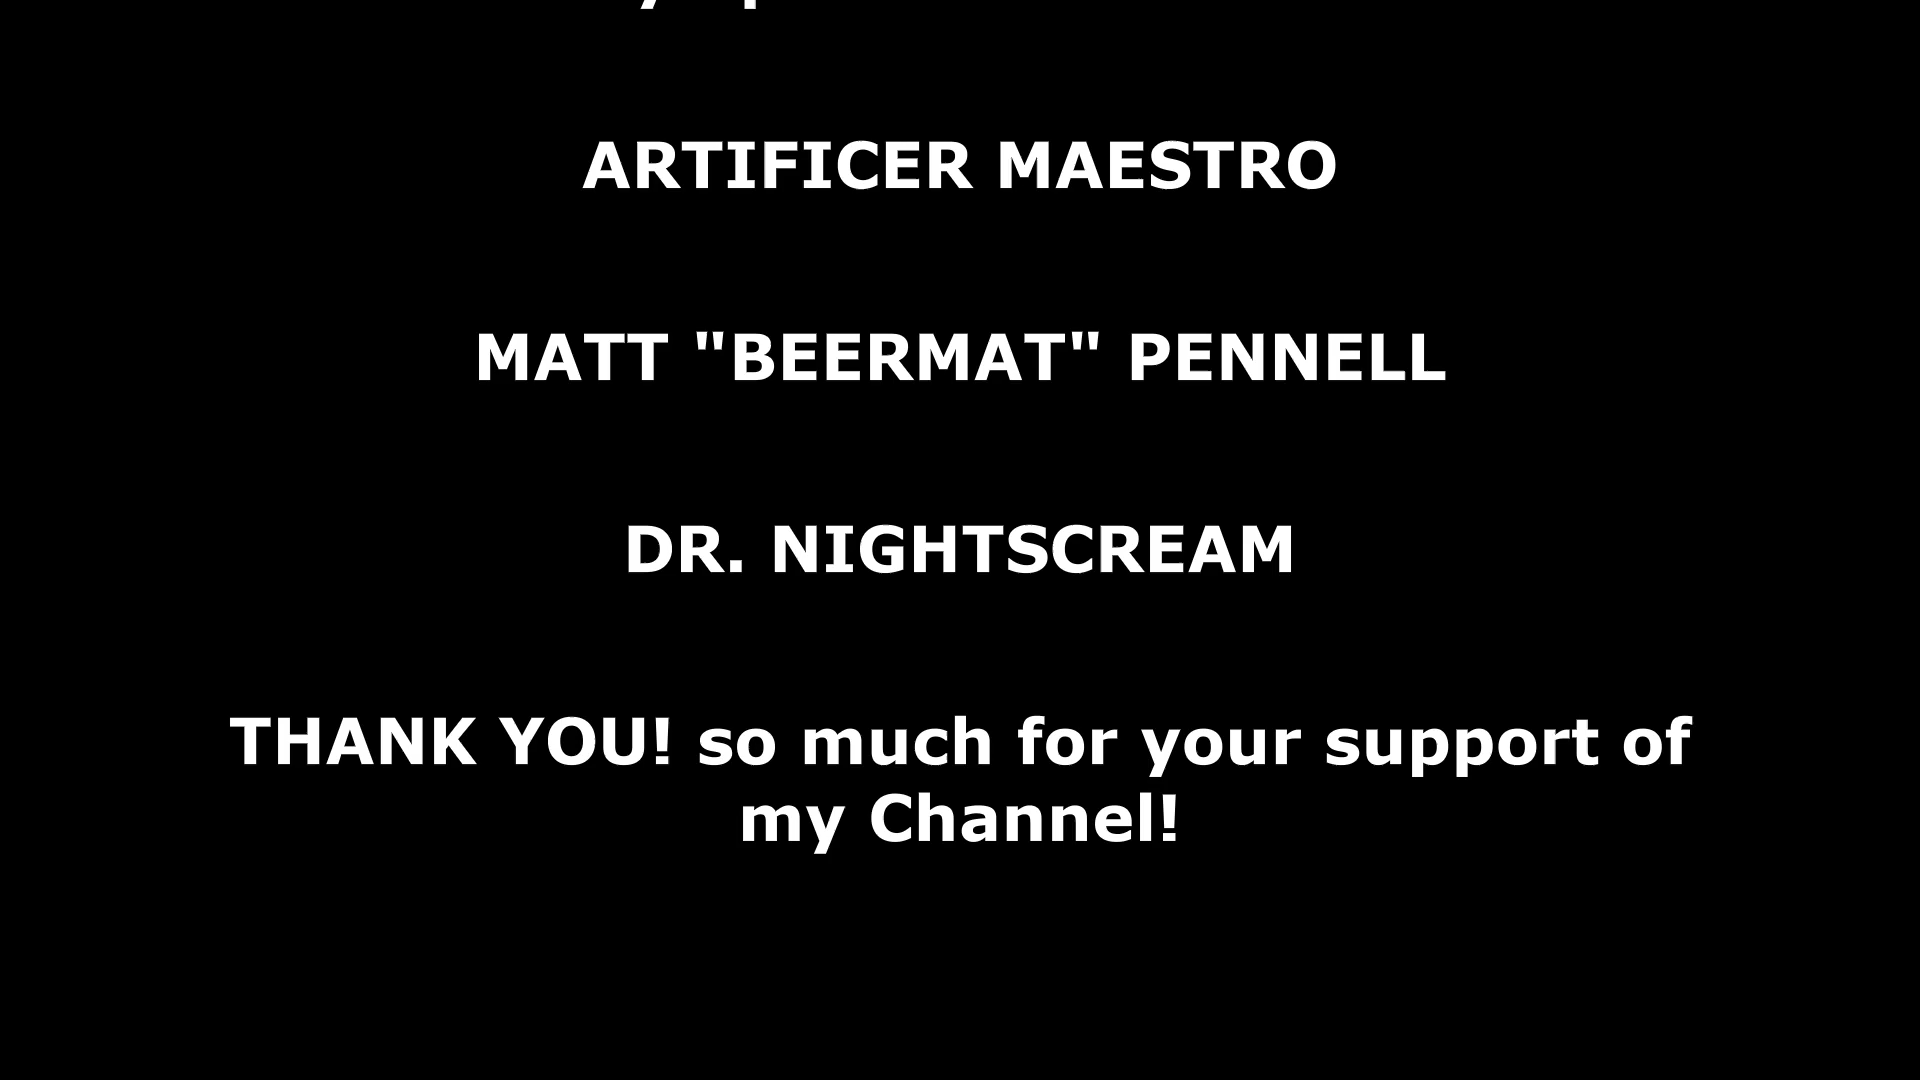 ARTIFICER MAESTRO
MATT "BEERMAT" PENNELL
DR. NIGHTSCREAM
THANK YOU! so much for your support of
my Channel!